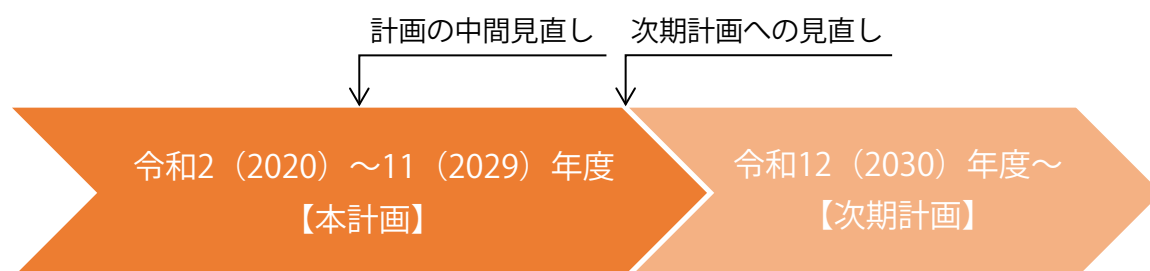 計画の中間見直し
次期計画への見直し
令和2（2020）～11（2029）年度
【本計画】
令和12（2030）年度～
【次期計画】